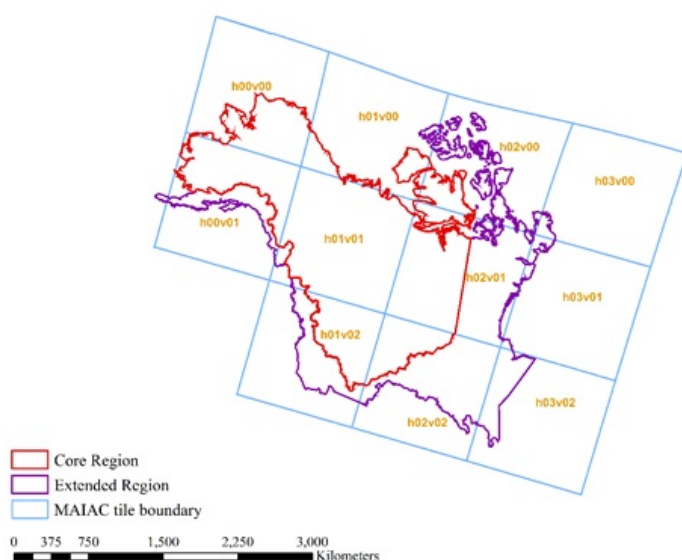 h00v00
h01v00
h02v00
h03v00
h00v01
h01v01
h02v01
h03v01
h01v02
h02v02
h03v02
Core Region
Extended Region
MAIAC tile boundary
0 375 750 1,500 2,250 3,000
Kilometers